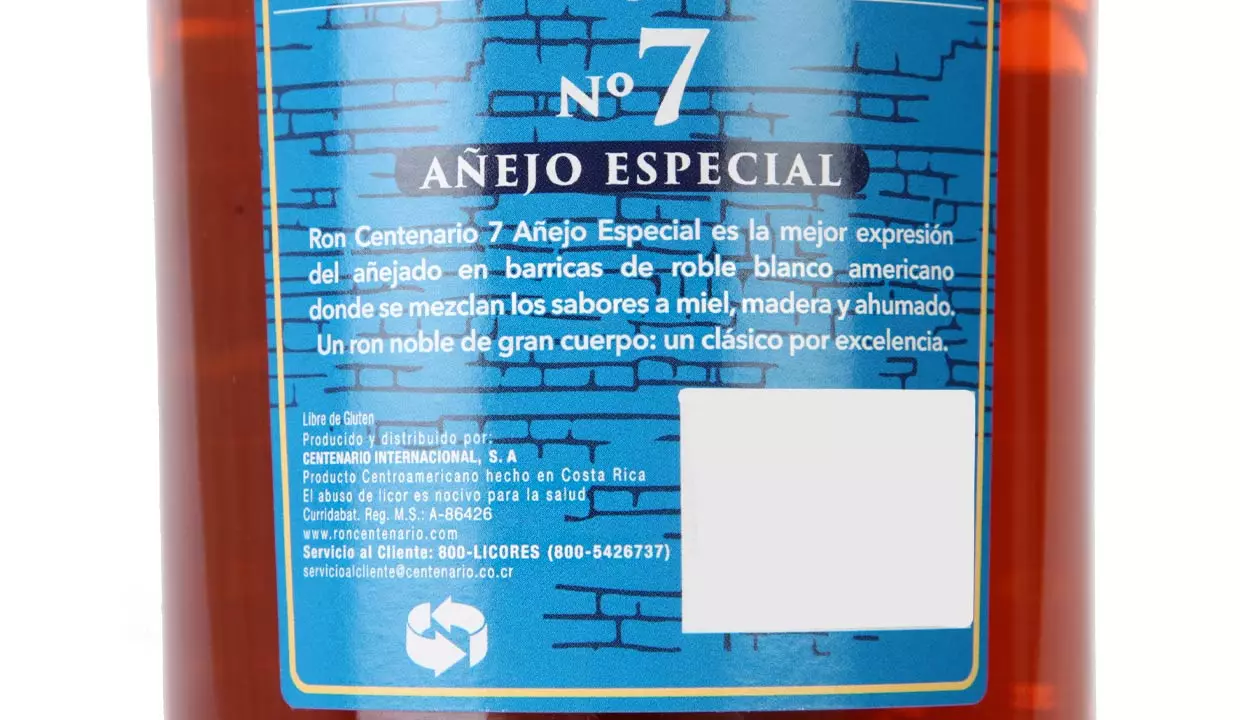 Nº 7
AÑEJO ESPECIAL
Ron Centenario 7 Añejo Especial es la mejor expresión
del añejado en barricas de roble blanco americano
donde se mezclan los sabores a miel, madera y ahumado.
Un ron noble de gran cuerpo: un clásico por excelencia.
Libre de Gluten
Producido y distribuido por:
CENTENARIO INTERNACIONAL, S. A
Producto Centroamericano hecho en Costa Rica
El abuso de licor es nocivo para la salud
Curridabat. Reg. M.S.: A-86426
www.roncentenario.com
Servicio al Cliente: 800-LICORES (800-5426737)
servicioalcliente@centenario.co.cr